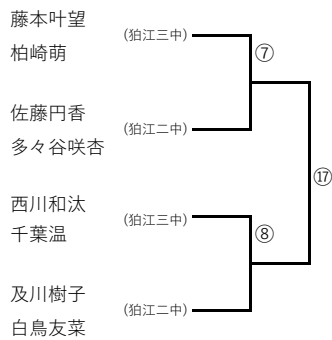 藤本叶望
(狛江三中)
柏崎萌
⑦
佐藤円香
(狛江二中)
多々谷咲杏
⑰
西川和汰
(狛江三中)
千葉温
⑧
及川樹子
(狛江二中)
白鳥友菜